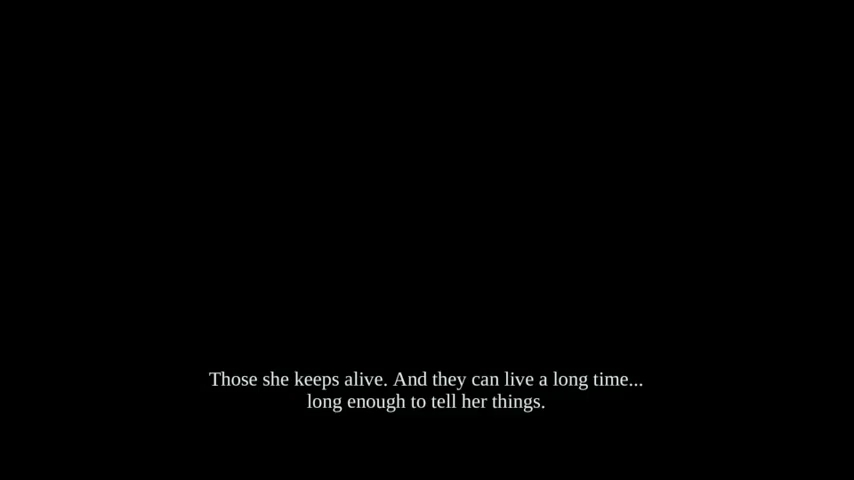 Those she keeps alive. And they can live a long time...
long enough to tell her things.